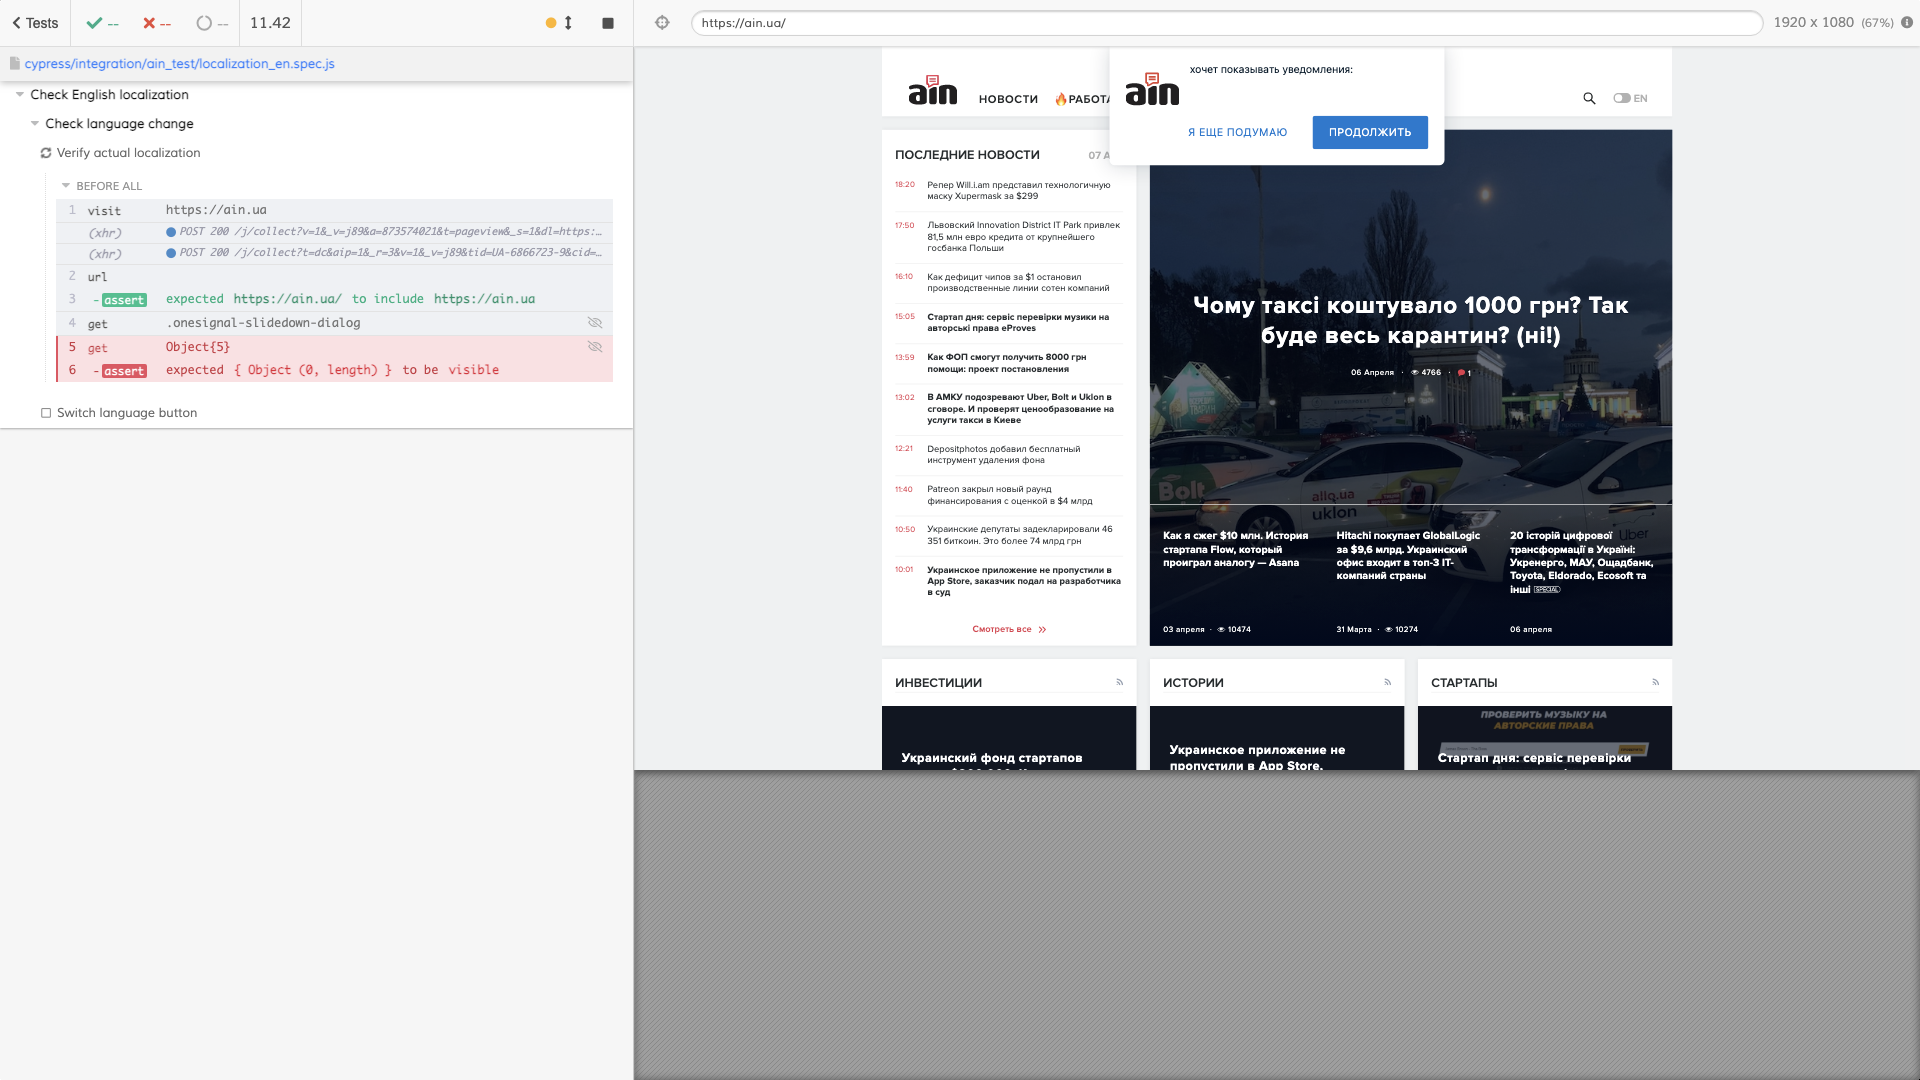 Tests
--
--
--
11.42
https://ain.ua/
1920 x 1080 (67%)
cypress/integration/ain_test/localization_en.spec.js
Check English localization
Check language change
Verify actual localization
BEFORE ALL
1 visit https://ain.ua
(xhr) POST 200 /j/collect?v=1&_v=j89&a=873574021&t=pageview&_s=1&dl=https:…
(xhr) POST 200 /j/collect?t=dc&aip=1&_r=3&v=1&_v=j89&tid=UA-6866723-9&cid=…
2 url
3 -assert expected https://ain.ua/ to include https://ain.ua
4 get .onesignal-slidedown-dialog
5 get Object{5}
6 -assert expected { Object (0, length) } to be visible
Switch language button
ain
НОВОСТИ
РАБОТА
EN
ain
хочет показывать уведомления:
Я ЕЩЕ ПОДУМАЮ
ПРОДОЛЖИТЬ
ПОСЛЕДНИЕ НОВОСТИ
07 А
18:20 Репер Will.i.am представил технологичную
маску Xupermask за $299
17:50 Львовский Innovation District IT Park привлек
81,5 млн евро кредита от крупнейшего
госбанка Польши
16:10 Как дефицит чипов за $1 остановил
производственные линии сотен компаний
15:05 Стартап дня: сервіс перевірки музики на
авторські права eProves
13:59 Как ФОП смогут получить 8000 грн
помощи: проект постановления
13:02 В АМКУ подозревают Uber, Bolt и Uklon в
сговоре. И проверят ценообразование на
услуги такси в Киеве
12:21 Depositphotos добавил бесплатный
инструмент удаления фона
11:40 Patreon закрыл новый раунд
финансирования с оценкой в $4 млрд
10:50 Украинские депутаты задекларировали 46
351 биткоин. Это более 74 млрд грн
10:01 Украинское приложение не пропустили в
App Store, заказчик подал на разработчика
в суд
Смотреть все
Чому таксі коштувало 1000 грн? Так
буде весь карантин? (ні!)
06 Апреля · 4766 · 1
Bolt
allo.ua
uklon
Uber
Как я сжег $10 млн. История
стартапа Flow, который
проиграл аналогу — Asana
03 апреля · 10474
Hitachi покупает GlobalLogic
за $9,6 млрд. Украинский
офис входит в топ-3 IT-
компаний страны
31 Марта · 10274
20 історій цифрової
трансформації в Україні:
Укренерго, МАУ, Ощадбанк,
Toyota, Eldorado, Ecosoft та
інші SPECIAL
06 апреля
ИНВЕСТИЦИИ
Украинский фонд стартапов
ИСТОРИИ
Украинское приложение не
пропустили в App Store,
СТАРТАПЫ
ПРОВЕРИТЬ МУЗЫКУ НА
АВТОРСКИЕ ПРАВА
Стартап дня: сервіс перевірки